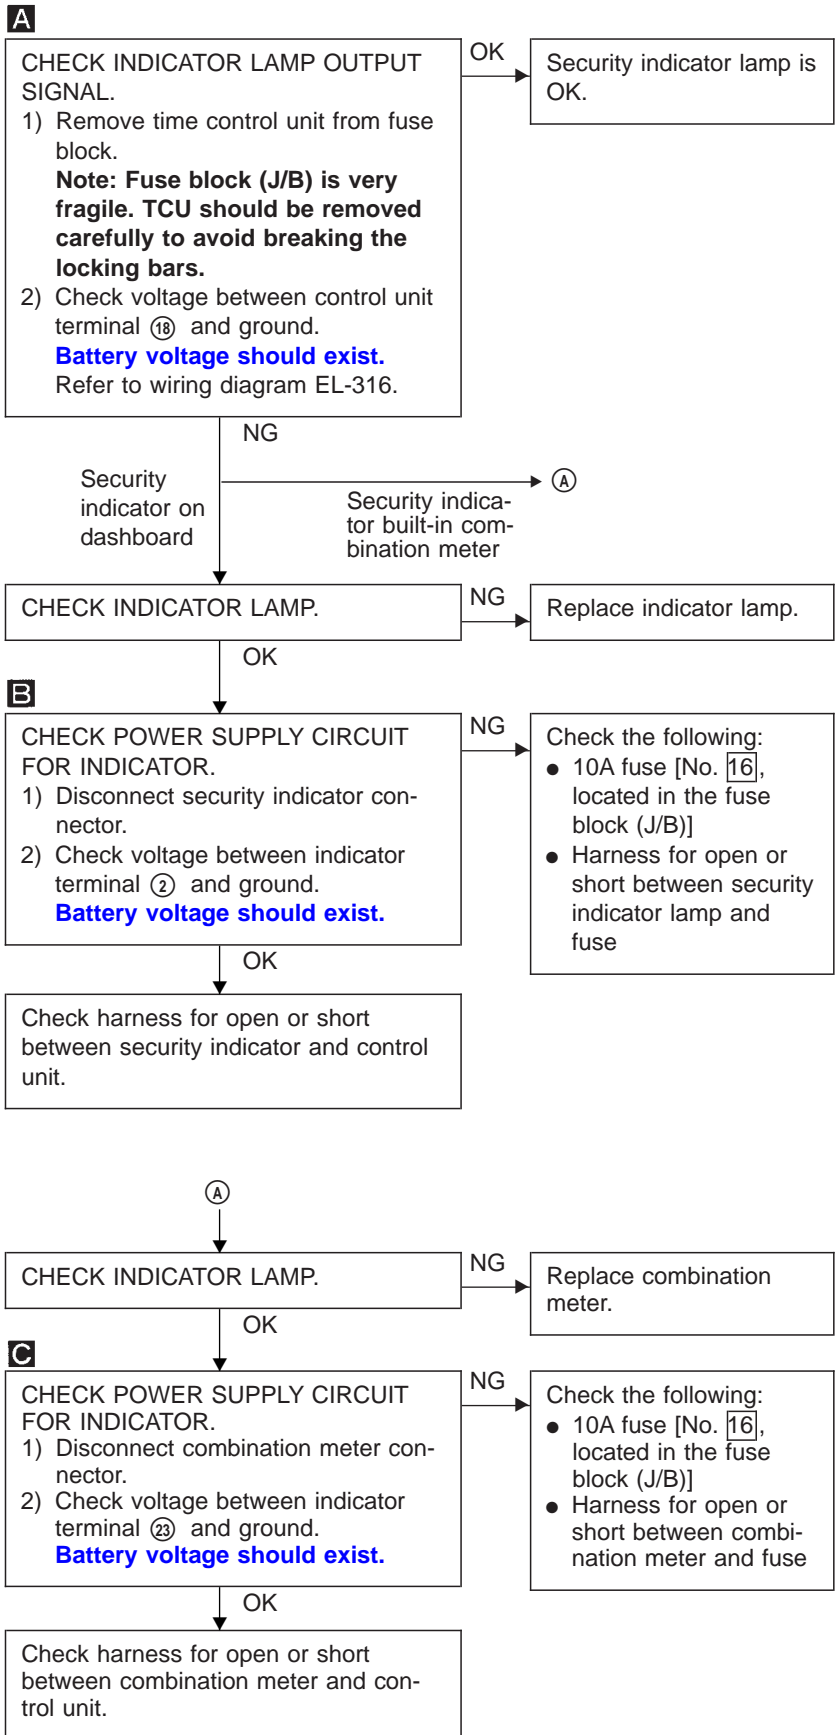 A
CHECK INDICATOR LAMP OUTPUT
SIGNAL.
1) Remove time control unit from fuse
block.
Note: Fuse block (J/B) is very
fragile. TCU should be removed
carefully to avoid breaking the
locking bars.
2) Check voltage between control unit
terminal ⑱ and ground.
Battery voltage should exist.
Refer to wiring diagram EL-316.
OK
Security indicator lamp is
OK.
NG
Security
indicator on
dashboard
Security indica-
tor built-in com-
bination meter
Ⓐ
CHECK INDICATOR LAMP.
NG
Replace indicator lamp.
OK
B
CHECK POWER SUPPLY CIRCUIT
FOR INDICATOR.
1) Disconnect security indicator con-
nector.
2) Check voltage between indicator
terminal ② and ground.
Battery voltage should exist.
NG
Check the following:
● 10A fuse [No. 16,
located in the fuse
block (J/B)]
● Harness for open or
short between security
indicator lamp and
fuse
OK
Check harness for open or short
between security indicator and control
unit.
Ⓐ
CHECK INDICATOR LAMP.
NG
Replace combination
meter.
OK
C
CHECK POWER SUPPLY CIRCUIT
FOR INDICATOR.
1) Disconnect combination meter con-
nector.
2) Check voltage between indicator
terminal ㉓ and ground.
Battery voltage should exist.
NG
Check the following:
● 10A fuse [No. 16,
located in the fuse
block (J/B)]
● Harness for open or
short between combi-
nation meter and fuse
OK
Check harness for open or short
between combination meter and con-
trol unit.